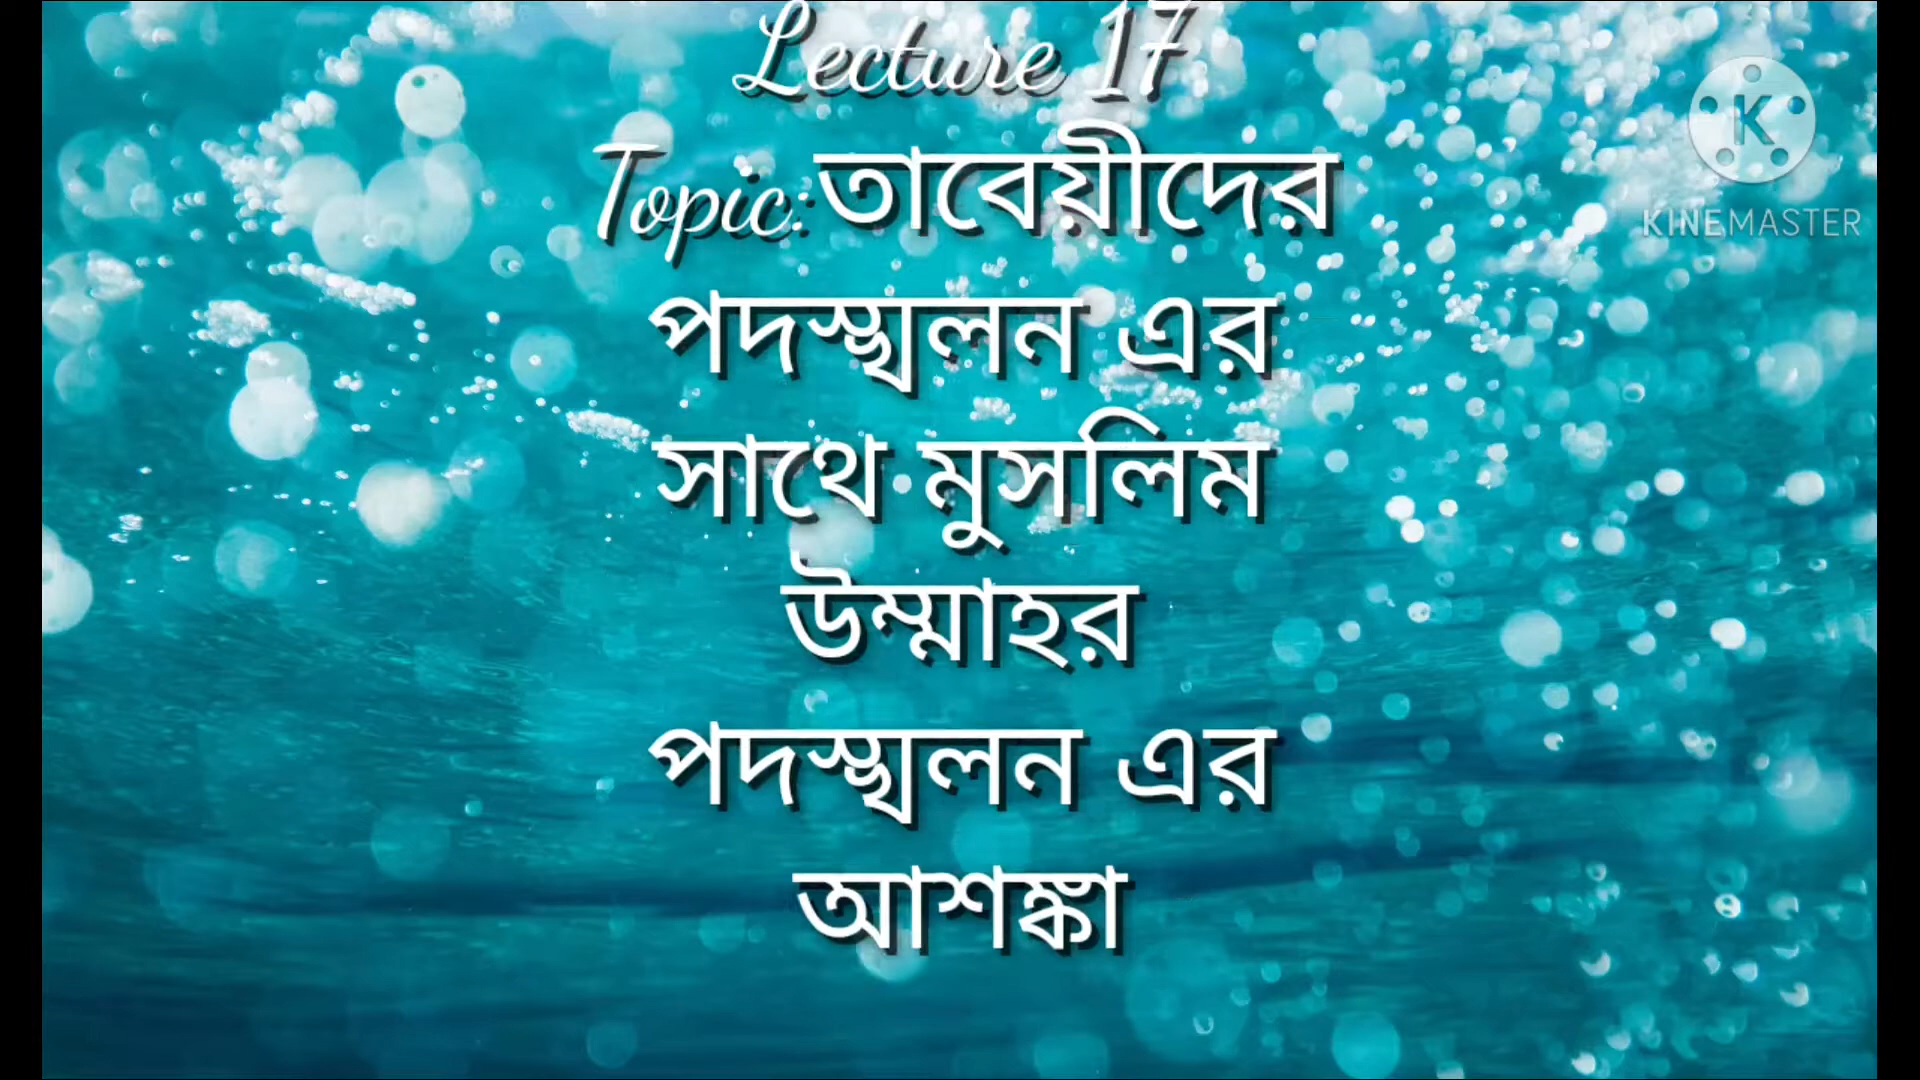 Lecture 17
Topic: তাবেয়ীদের
পদস্খলন এর
সাথে মুসলিম
উম্মাহর
পদস্খলন এর
আশঙ্কা
K
KINEMASTER